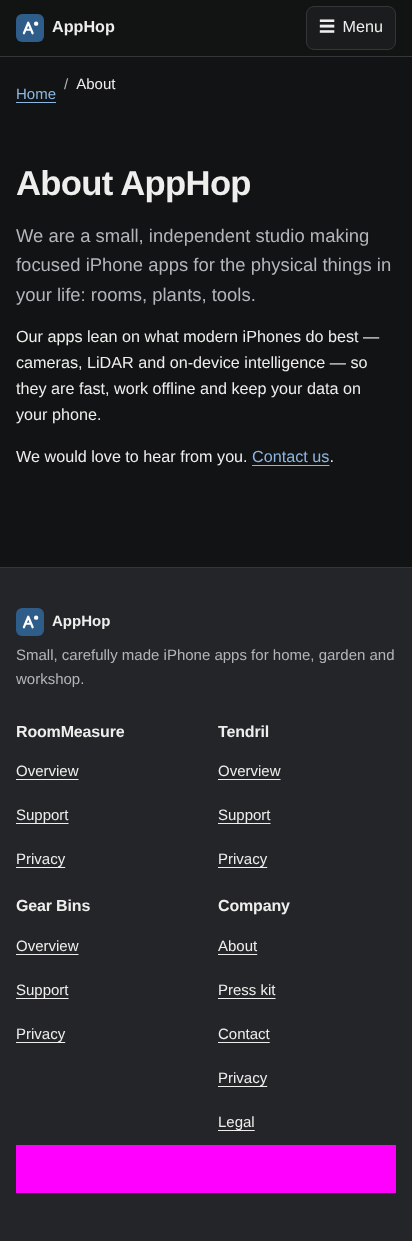 AppHop
☰ Menu
Home / About
About AppHop
We are a small, independent studio making
focused iPhone apps for the physical things in
your life: rooms, plants, tools.
Our apps lean on what modern iPhones do best —
cameras, LiDAR and on-device intelligence — so
they are fast, work offline and keep your data on
your phone.
We would love to hear from you. Contact us.
AppHop
Small, carefully made iPhone apps for home, garden and
workshop.
RoomMeasure
Overview
Support
Privacy
Tendril
Overview
Support
Privacy
Gear Bins
Overview
Support
Privacy
Company
About
Press kit
Contact
Privacy
Legal